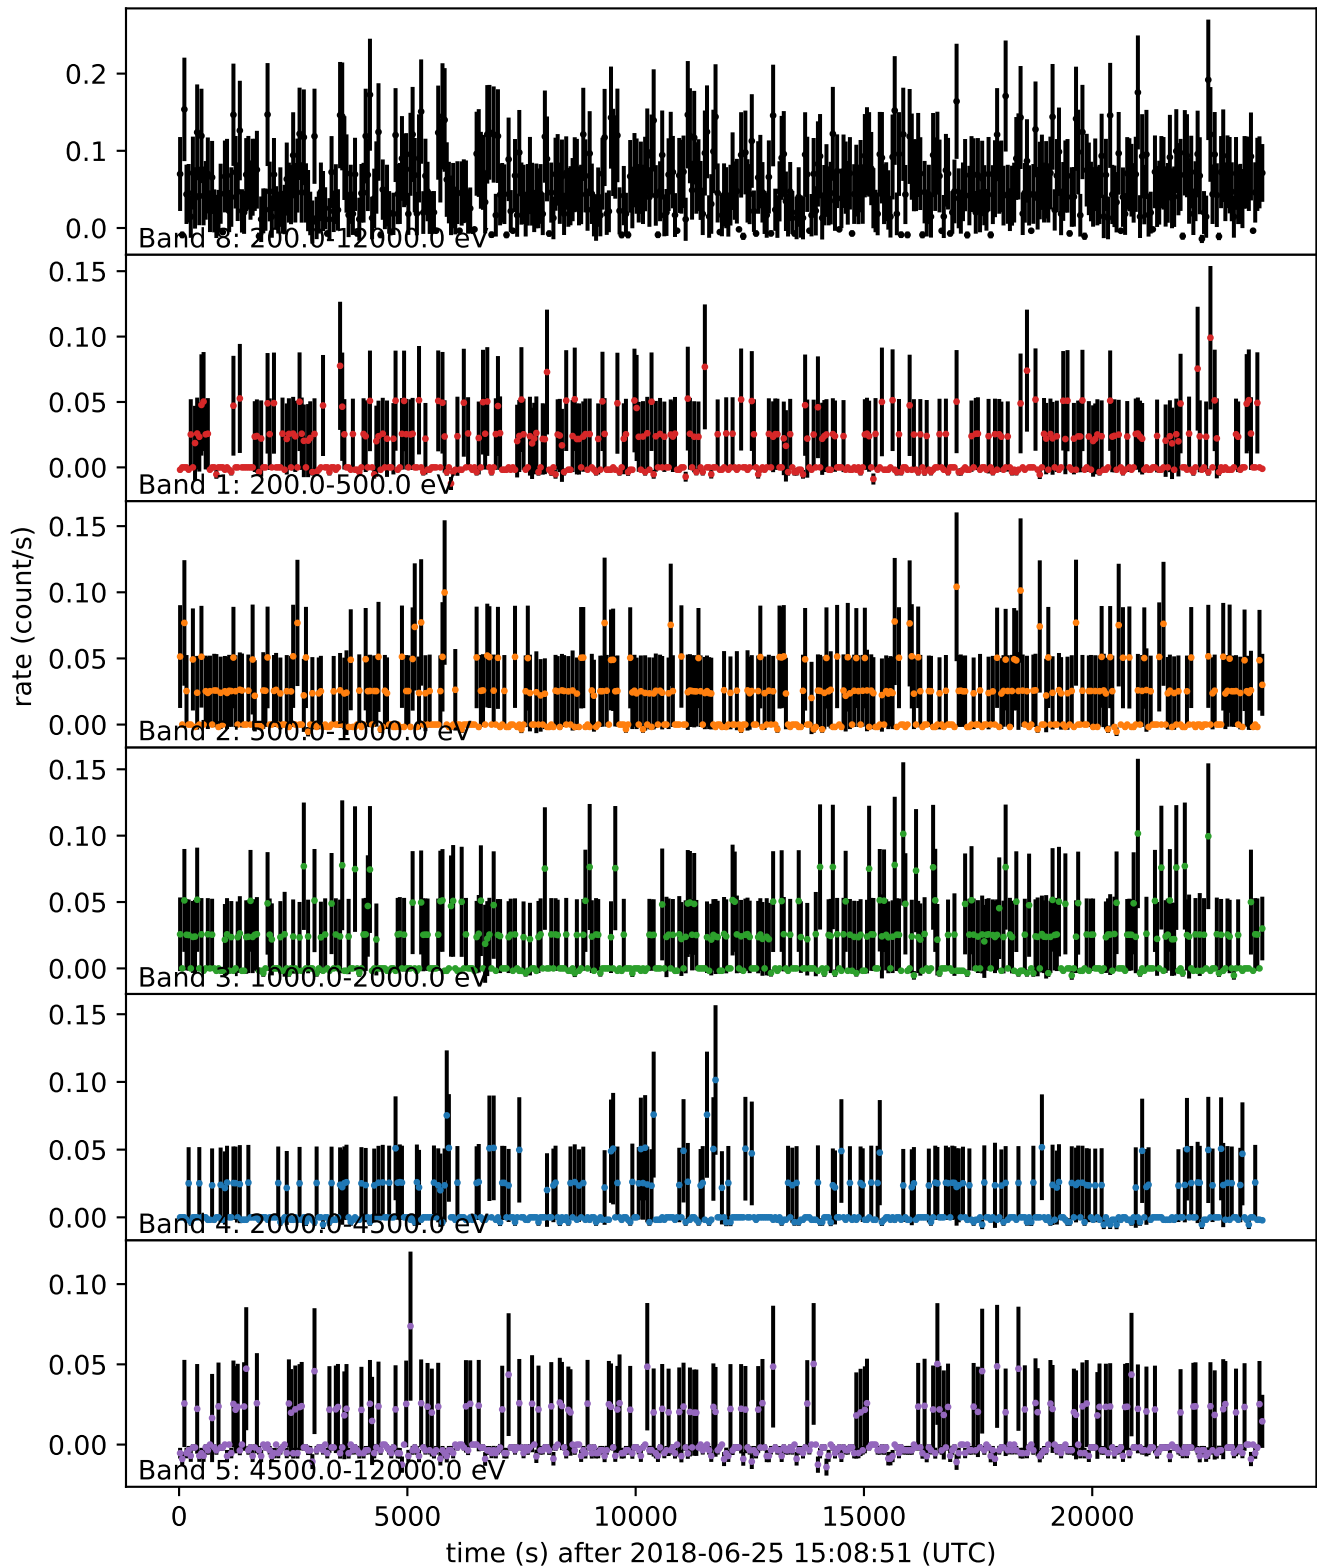 0.2
0.1
0.0
Band 8: 200.0-12000.0 eV
0.15
0.10
0.05
0.00
Band 1: 200.0-500.0 eV
0.15
0.10
0.05
0.00
Band 2: 500.0-1000.0 eV
rate (count/s)
0.15
0.10
0.05
0.00
Band 3: 1000.0-2000.0 eV
0.15
0.10
0.05
0.00
Band 4: 2000.0-4500.0 eV
0.10
0.05
0.00
Band 5: 4500.0-12000.0 eV
0 5000 10000 15000 20000
time (s) after 2018-06-25 15:08:51 (UTC)